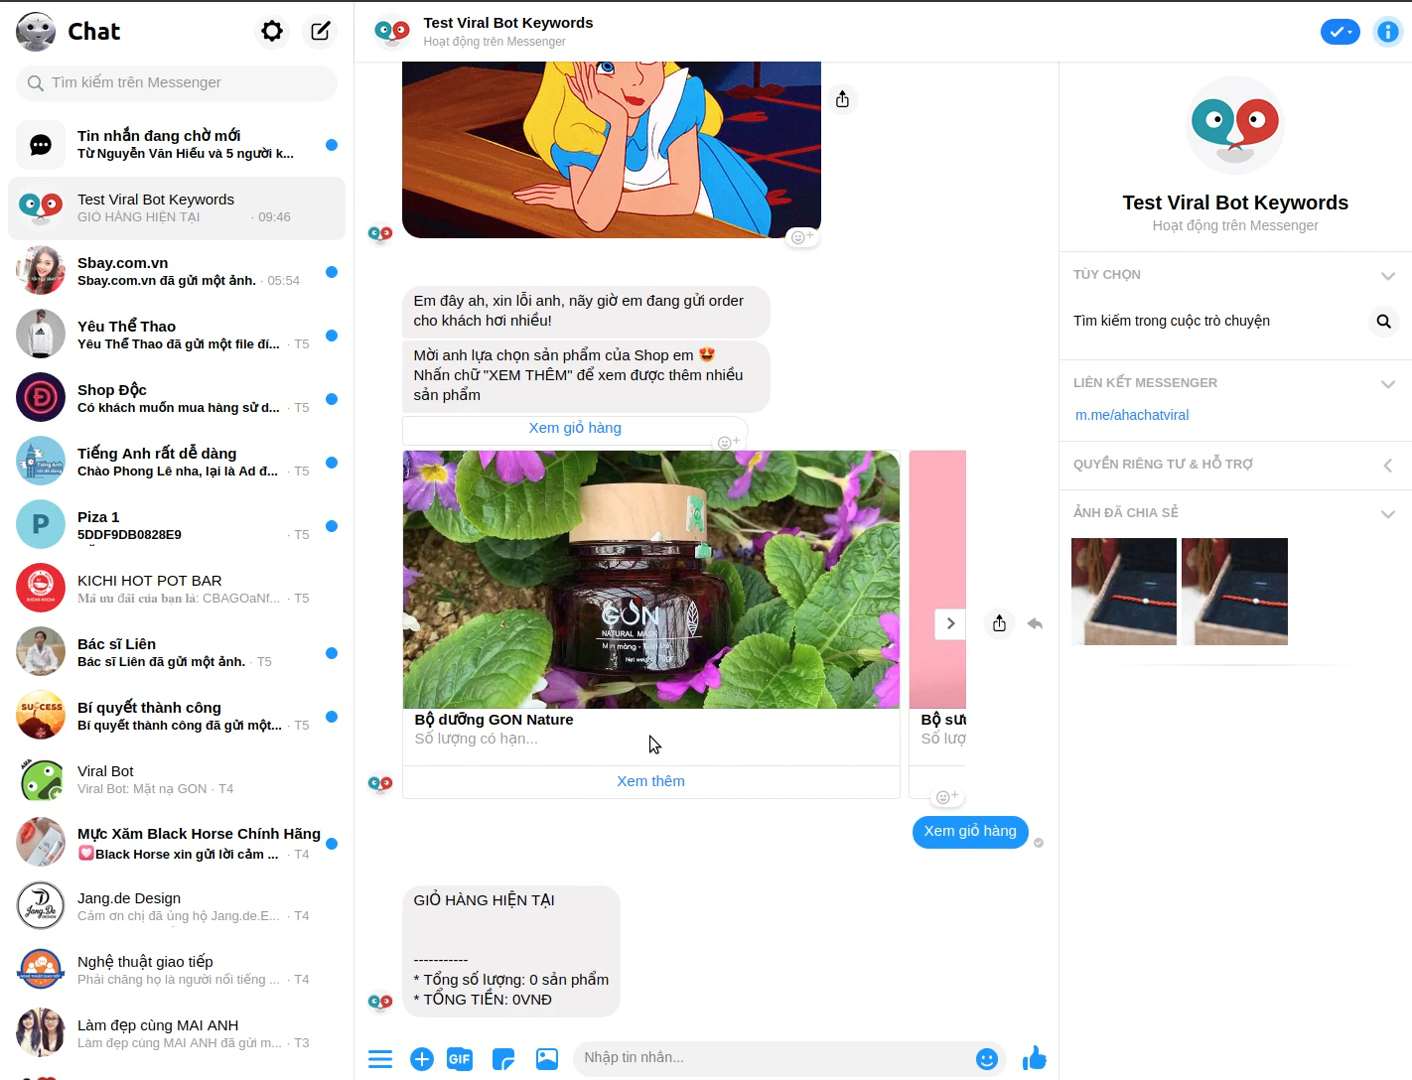 Chat
Tìm kiếm trên Messenger
Tin nhắn đang chờ mới
Từ Nguyễn Văn Hiếu và 5 người k...
Test Viral Bot Keywords
GIỎ HÀNG HIỆN TẠI · 09:46
Sbay.com.vn
Sbay.com.vn đã gửi một ảnh. · 05:54
Yêu Thể Thao
Yêu Thể Thao đã gửi một file đí... · T5
Shop Độc
Có khách muốn mua hàng sử d... · T5
Tiếng Anh rất dễ dàng
Chào Phong Lê nha, lại là Ad đ... · T5
P
Piza 1
5DDF9DB0828E9 · T5
KICHI HOT POT BAR
Mã ưu đãi của bạn là: CBAGOaNf... · T5
Bác sĩ Liên
Bác sĩ Liên đã gửi một ảnh. · T5
SUCCESS
Bí quyết thành công
Bí quyết thành công đã gửi một... · T5
Viral Bot
Viral Bot: Mặt nạ GON · T4
Mực Xăm Black Horse Chính Hãng
Black Horse xin gửi lời cảm ... · T4
Jang.de Design
Cảm ơn chị đã ủng hộ Jang.de.E... · T4
Nghệ thuật giao tiếp
Phải chăng họ là người nổi tiếng ... · T4
Làm đẹp cùng MAI ANH
Làm đẹp cùng MAI ANH đã gửi m... · T3
Test Viral Bot Keywords
Hoạt động trên Messenger
Em đây ah, xin lỗi anh, nãy giờ em đang gửi order
cho khách hơi nhiều!
Mời anh lựa chọn sản phẩm của Shop em 😍
Nhấn chữ "XEM THÊM" để xem được thêm nhiều
sản phẩm
Xem giỏ hàng
GON
NATURAL MASK
Bộ dưỡng GON Nature
Số lượng có hạn...
Xem thêm
Bộ sưu
Số lượ
Xem giỏ hàng
GIỎ HÀNG HIỆN TẠI
-----------
* Tổng số lượng: 0 sản phẩm
* TỔNG TIỀN: 0VNĐ
GIF
Nhập tin nhắn...
Test Viral Bot Keywords
Hoạt động trên Messenger
TÙY CHỌN
Tìm kiếm trong cuộc trò chuyện
LIÊN KẾT MESSENGER
m.me/ahachatviral
QUYỀN RIÊNG TƯ & HỖ TRỢ
ẢNH ĐÃ CHIA SẺ